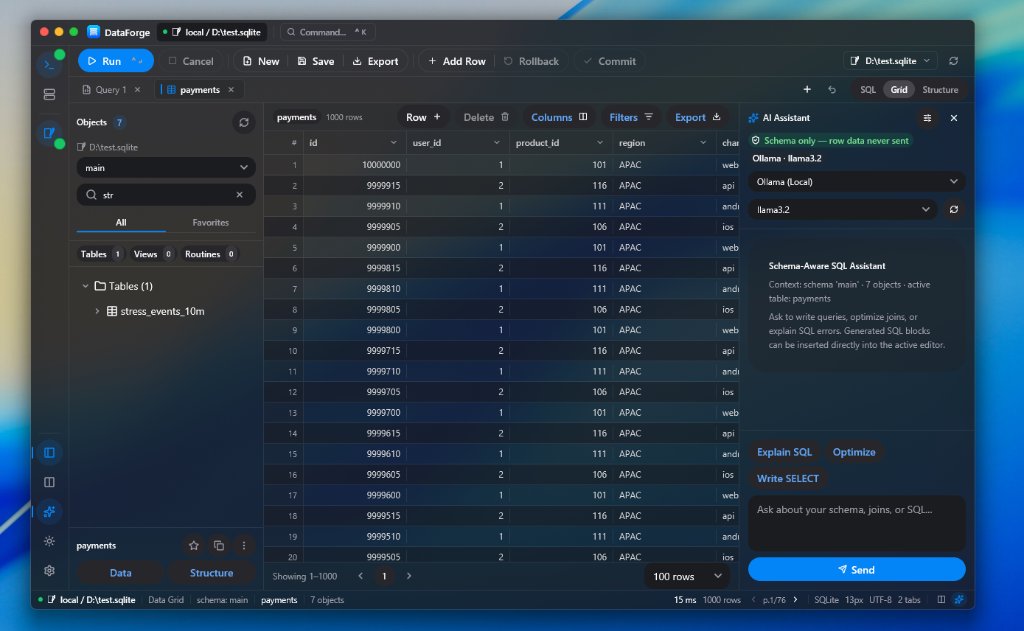 DataForge
local / D:\test.sqlite
Command... ^ K
Run
Cancel
New
Save
Export
Add Row
Rollback
Commit
D:\test.sqlite
Query 1
payments
SQL
Grid
Structure
Objects 7
D:\test.sqlite
main
str
All
Favorites
Tables 1
Views 0
Routines 0
Tables (1)
stress_events_10m
payments
Data
Structure
payments 1000 rows
Row +
Delete
Columns
Filters
Export
# id user_id product_id region chan
1 10000000 1 101 APAC web
2 9999915 2 116 APAC api
3 9999910 1 111 APAC andr
4 9999905 2 106 APAC ios
5 9999900 1 101 APAC web
6 9999815 2 116 APAC api
7 9999810 1 111 APAC andr
8 9999805 2 106 APAC ios
9 9999800 1 101 APAC web
10 9999715 2 116 APAC api
11 9999710 1 111 APAC andr
12 9999705 2 106 APAC ios
13 9999700 1 101 APAC web
14 9999615 2 116 APAC api
15 9999610 1 111 APAC andr
16 9999605 2 106 APAC ios
17 9999600 1 101 APAC web
18 9999515 2 116 APAC api
19 9999510 1 111 APAC andr
20 9999505 2 106 APAC ios
Showing 1–1000
1
100 rows
AI Assistant
Schema only — row data never sent
Ollama · llama3.2
Ollama (Local)
llama3.2
Schema-Aware SQL Assistant
Context: schema 'main' · 7 objects · active
table: payments
Ask to write queries, optimize joins, or
explain SQL errors. Generated SQL blocks
can be inserted directly into the active editor.
Explain SQL
Optimize
Write SELECT
Ask about your schema, joins, or SQL...
Send
local / D:\test.sqlite Data Grid schema: main payments 7 objects
15 ms 1000 rows p.1/76 SQLite 13px UTF-8 2 tabs